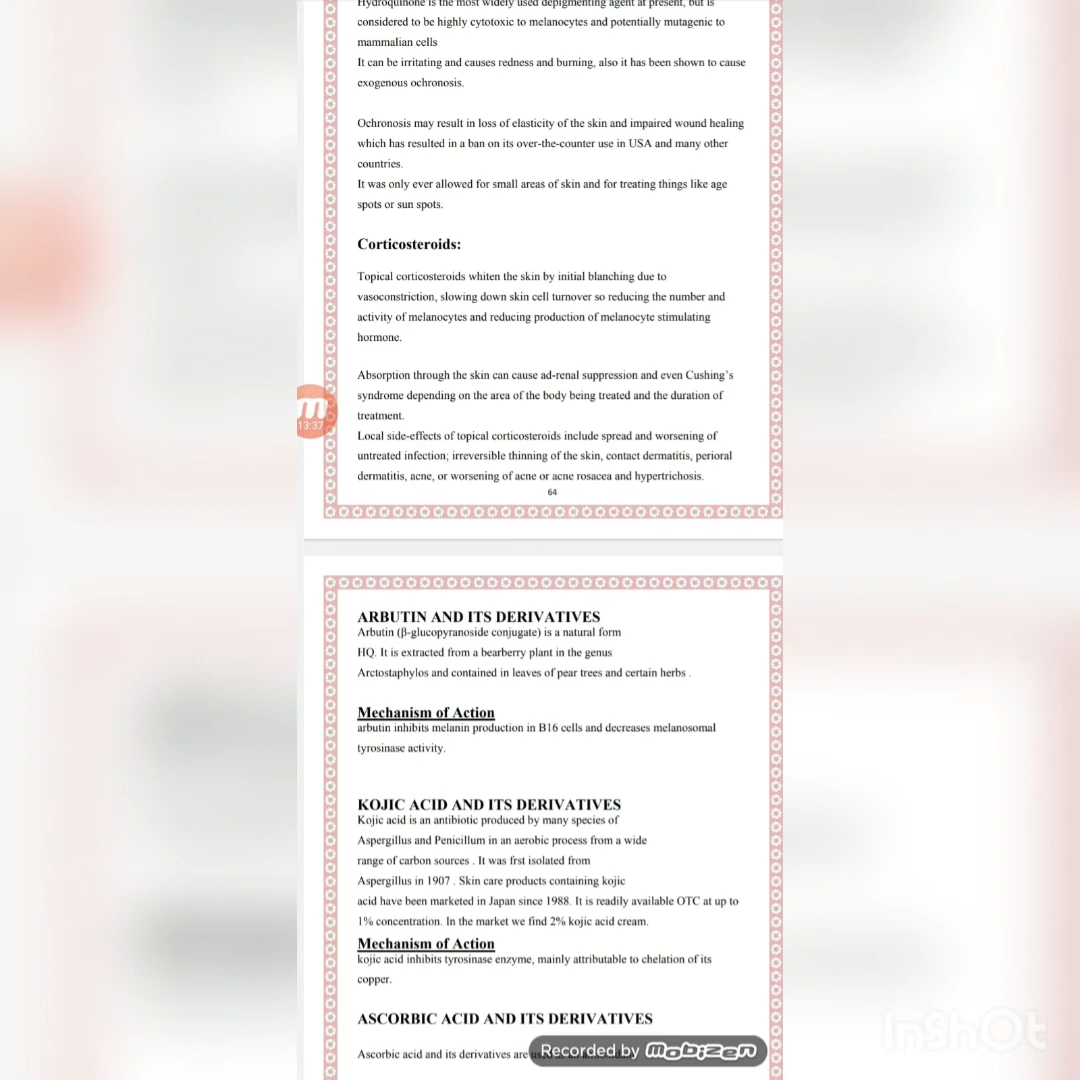 Hydroquinone is the most widely used depigmenting agent at present, but is
considered to be highly cytotoxic to melanocytes and potentially mutagenic to
mammalian cells
It can be irritating and causes redness and burning, also it has been shown to cause
exogenous ochronosis.
Ochronosis may result in loss of elasticity of the skin and impaired wound healing
which has resulted in a ban on its over-the-counter use in USA and many other
countries.
It was only ever allowed for small areas of skin and for treating things like age
spots or sun spots.
Corticosteroids:
Topical corticosteroids whiten the skin by initial blanching due to
vasoconstriction, slowing down skin cell turnover so reducing the number and
activity of melanocytes and reducing production of melanocyte stimulating
hormone.
Absorption through the skin can cause ad-renal suppression and even Cushing's
syndrome depending on the area of the body being treated and the duration of
treatment.
13:37
Local side-effects of topical corticosteroids include spread and worsening of
untreated infection; irreversible thinning of the skin, contact dermatitis, perioral
dermatitis, acne, or worsening of acne or acne rosacea and hypertrichosis.
64
ARBUTIN AND ITS DERIVATIVES
Arbutin (β-glucopyranoside conjugate) is a natural form
HQ. It is extracted from a bearberry plant in the genus
Arctostaphylos and contained in leaves of pear trees and certain herbs .
Mechanism of Action
arbutin inhibits melanin production in B16 cells and decreases melanosomal
tyrosinase activity.
KOJIC ACID AND ITS DERIVATIVES
Kojic acid is an antibiotic produced by many species of
Aspergillus and Penicillum in an aerobic process from a wide
range of carbon sources . It was frst isolated from
Aspergillus in 1907 . Skin care products containing kojic
acid have been marketed in Japan since 1988. It is readily available OTC at up to
1% concentration. In the market we find 2% kojic acid cream.
Mechanism of Action
kojic acid inhibits tyrosinase enzyme, mainly attributable to chelation of its
copper.
ASCORBIC ACID AND ITS DERIVATIVES
Ascorbic acid and its derivatives are
Recorded by mobizen
InShOt